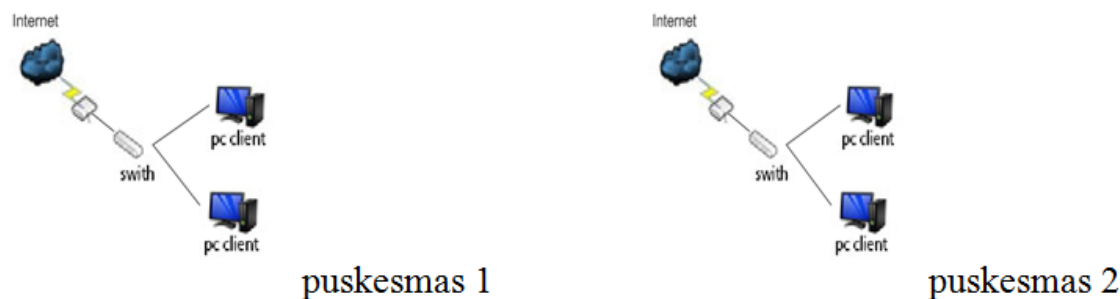 Internet
pc client
swith
pc client
puskesmas 1
Internet
pc client
swith
pc client
puskesmas 2